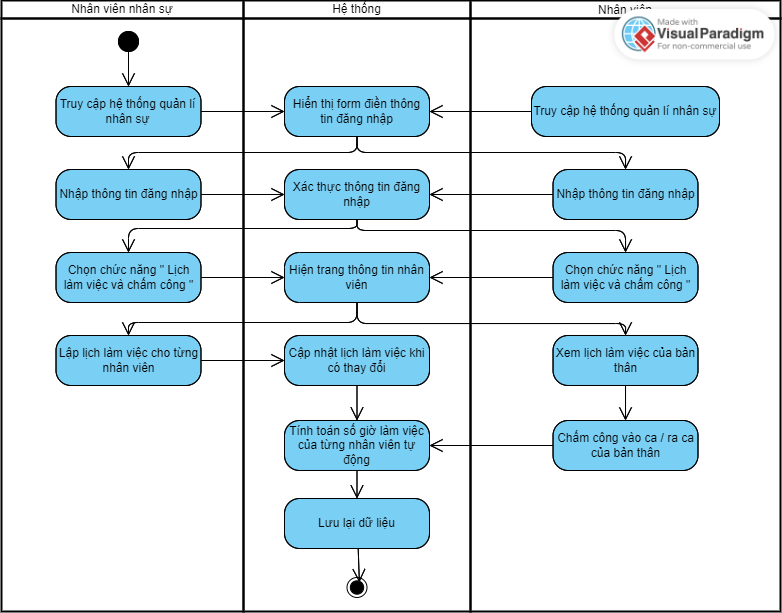 Nhân viên nhân sự
Hệ thống
Nhân viên
Made with
VisualParadigm
For non-commercial use
Truy cập hệ thống quản lí
nhân sự
Hiển thị form điền thông
tin đăng nhập
Truy cập hệ thống quản lí nhân sự
Nhập thông tin đăng nhập
Xác thực thông tin đăng
nhập
Nhập thông tin đăng nhập
Chọn chức năng " Lịch
làm việc và chấm công "
Hiện trang thông tin nhân
viên
Chọn chức năng " Lịch
làm việc và chấm công "
Lập lịch làm việc cho từng
nhân viên
Cập nhật lịch làm việc khi
có thay đổi
Xem lịch làm việc của bản
thân
Tính toán số giờ làm việc
của từng nhân viên tự
động
Chấm công vào ca / ra ca
của bản thân
Lưu lại dữ liệu